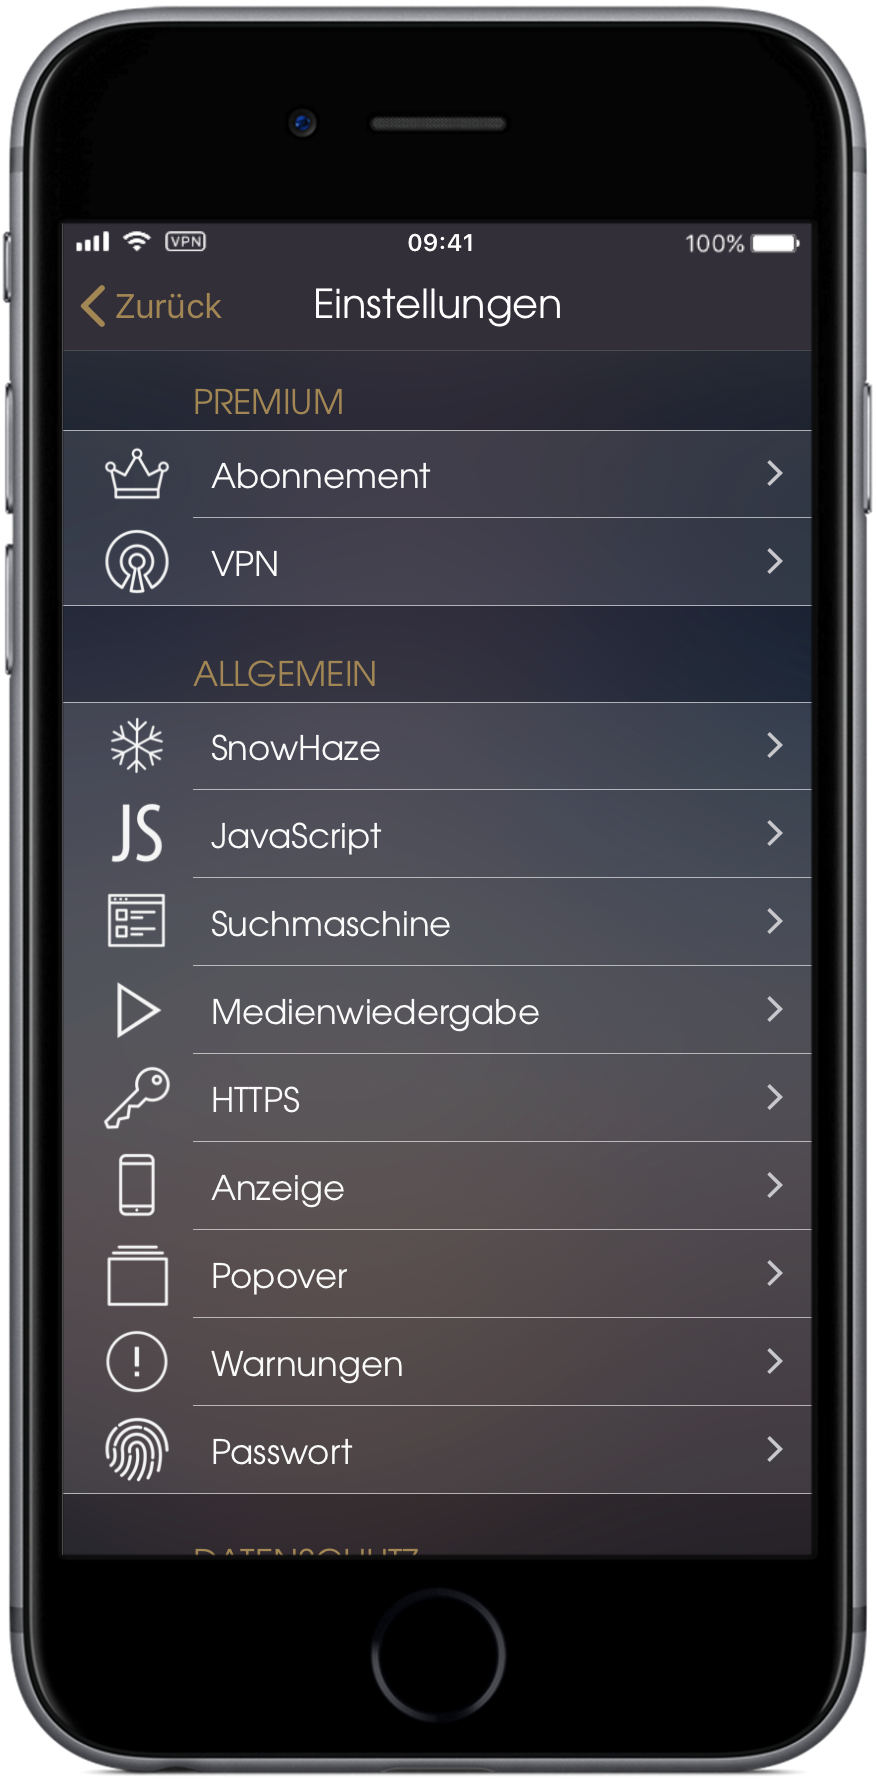 VPN 09:41 100%
Zurück Einstellungen
PREMIUM
Abonnement
VPN
ALLGEMEIN
SnowHaze
JS JavaScript
Suchmaschine
Medienwiedergabe
HTTPS
Anzeige
Popover
! Warnungen
Passwort
DATENSCHUTZ